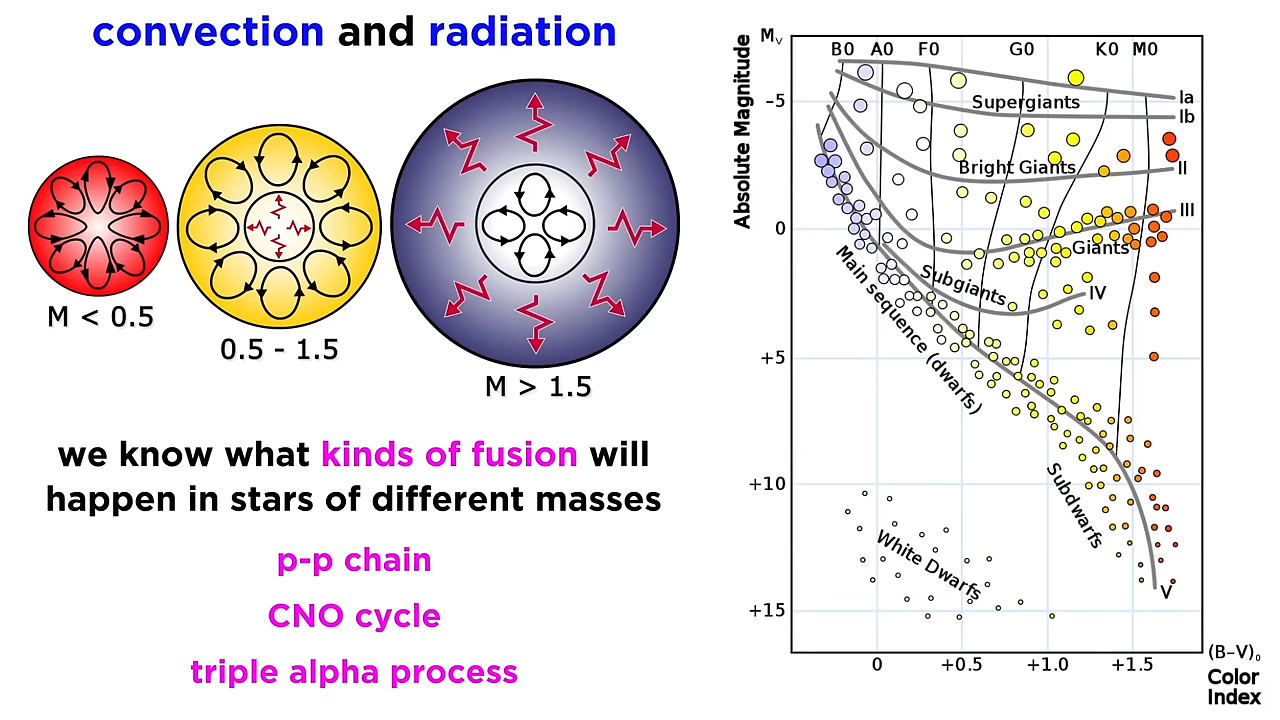 convection and radiation
M < 0.5
0.5 - 1.5
M > 1.5
we know what kinds of fusion will
happen in stars of different masses
p-p chain
CNO cycle
triple alpha process
Absolute Magnitude
Mᵥ
B0 A0 F0 G0 K0 M0
-5
0
+5
+10
+15
Supergiants
Ia
Ib
Bright Giants
II
III
Giants
Subgiants
IV
Main sequence (dwarfs)
Subdwarfs
White Dwarfs
V
0 +0.5 +1.0 +1.5
(B-V)₀
Color
Index